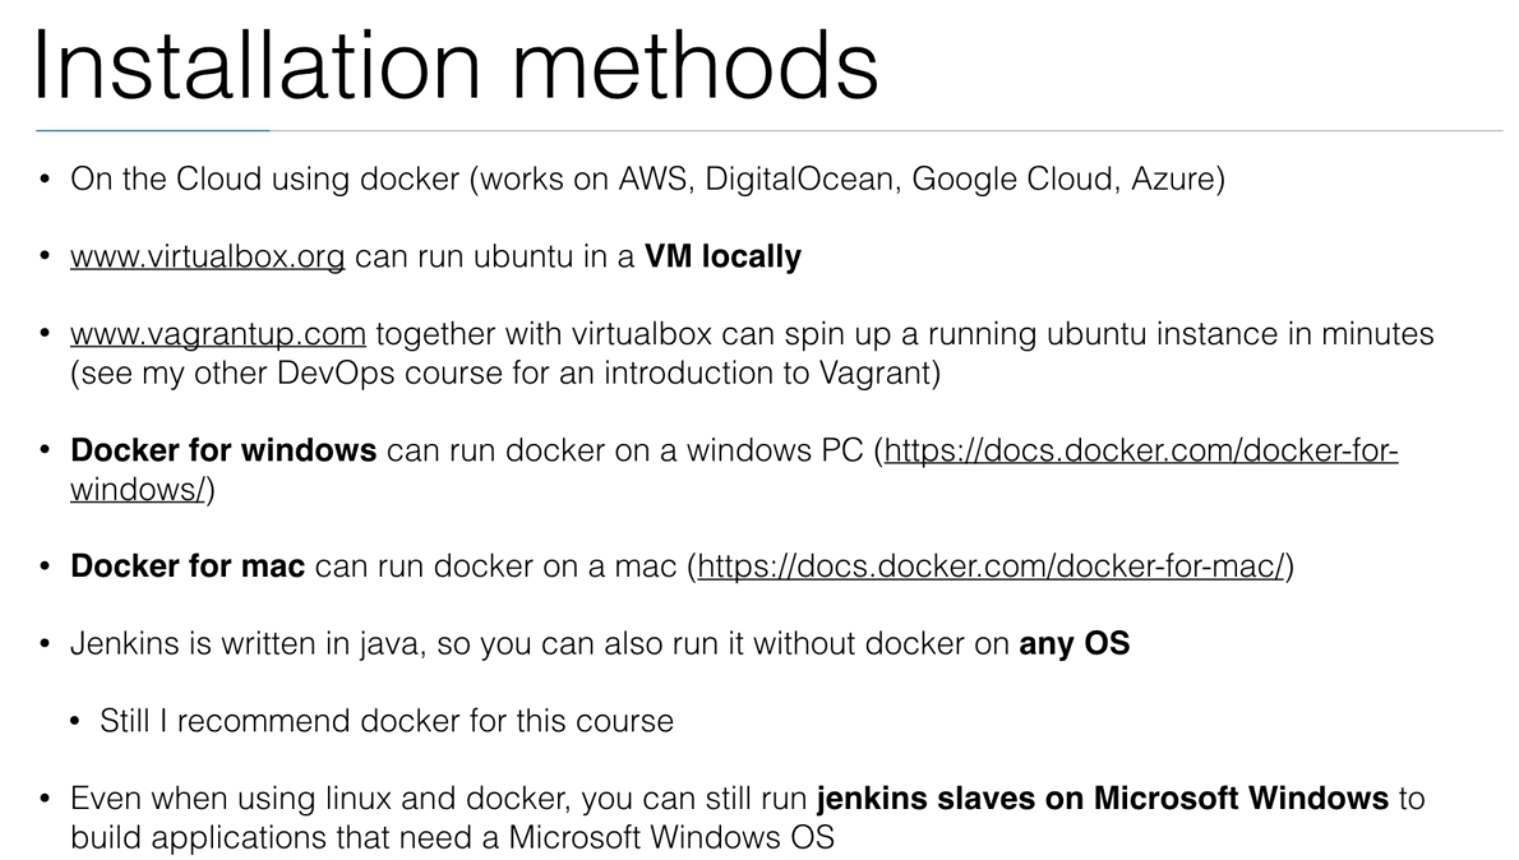 Installation methods
• On the Cloud using docker (works on AWS, DigitalOcean, Google Cloud, Azure)
• www.virtualbox.org can run ubuntu in a VM locally
• www.vagrantup.com together with virtualbox can spin up a running ubuntu instance in minutes
(see my other DevOps course for an introduction to Vagrant)
• Docker for windows can run docker on a windows PC (https://docs.docker.com/docker-for-
windows/)
• Docker for mac can run docker on a mac (https://docs.docker.com/docker-for-mac/)
• Jenkins is written in java, so you can also run it without docker on any OS
• Still I recommend docker for this course
• Even when using linux and docker, you can still run jenkins slaves on Microsoft Windows to
build applications that need a Microsoft Windows OS